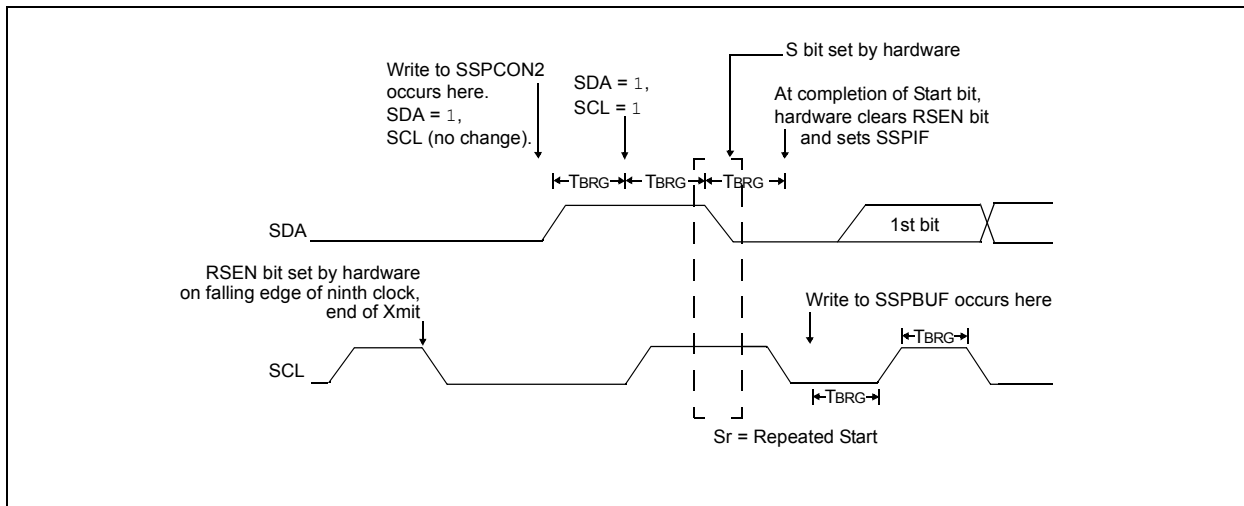 S bit set by hardware
Write to SSPCON2
occurs here.
SDA = 1,
SCL (no change).
SDA = 1,
SCL = 1
At completion of Start bit,
hardware clears RSEN bit
and sets SSPIF
TBRG
TBRG
TBRG
SDA
1st bit
RSEN bit set by hardware
on falling edge of ninth clock,
end of Xmit
Write to SSPBUF occurs here
TBRG
SCL
TBRG
Sr = Repeated Start